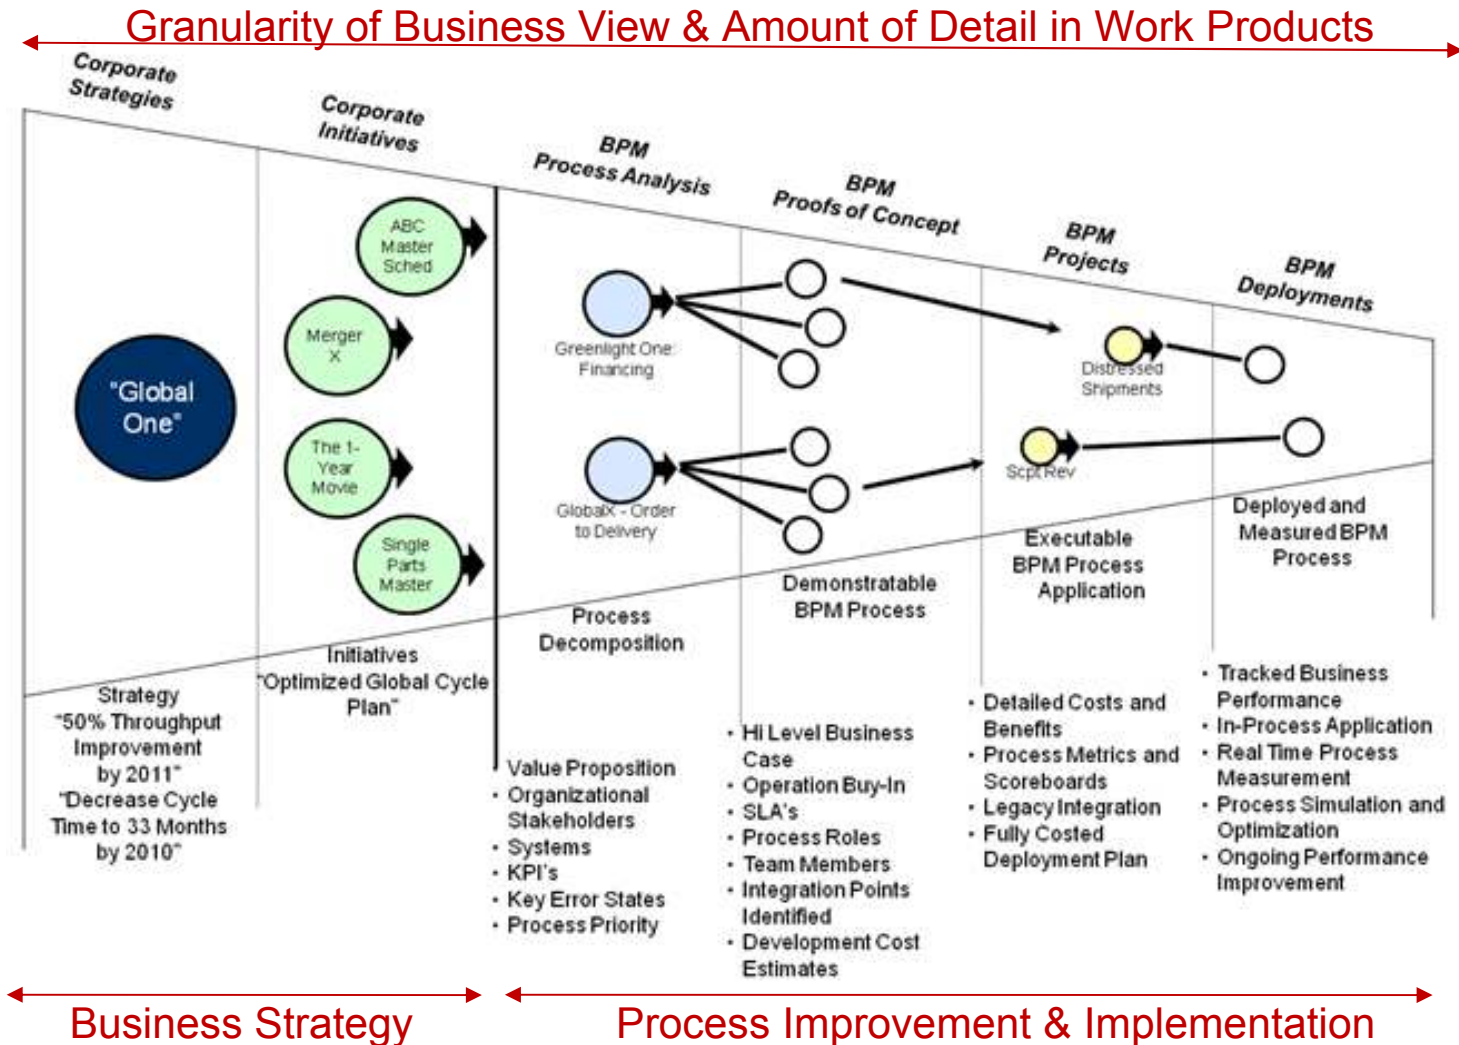 Granularity of Business View & Amount of Detail in Work Products
Corporate
Strategies
Corporate
Initiatives
BPM
Process Analysis
BPM
Proofs of Concept
BPM
Projects
BPM
Deployments
"Global
One"
ABC
Master
Sched
Merger
X
The 1-
Year
Movie
Single
Parts
Master
Greenlight One:
Financing
GlobalX - Order
to Delivery
Distressed
Shipments
Scpt Rev
Strategy
"50% Throughput
Improvement
by 2011"
"Decrease Cycle
Time to 33 Months
by 2010"
Initiatives
"Optimized Global Cycle
Plan"
Process
Decomposition
Demonstratable
BPM Process
Executable
BPM Process
Application
Deployed and
Measured BPM
Process
• Value Proposition
• Organizational
Stakeholders
• Systems
• KPI's
• Key Error States
• Process Priority
• Hi Level Business
Case
• Operation Buy-In
• SLA's
• Process Roles
• Team Members
• Integration Points
Identified
• Development Cost
Estimates
• Detailed Costs and
Benefits
• Process Metrics and
Scoreboards
• Legacy Integration
• Fully Costed
Deployment Plan
• Tracked Business
Performance
• In-Process Application
• Real Time Process
Measurement
• Process Simulation and
Optimization
• Ongoing Performance
Improvement
Business Strategy
Process Improvement & Implementation